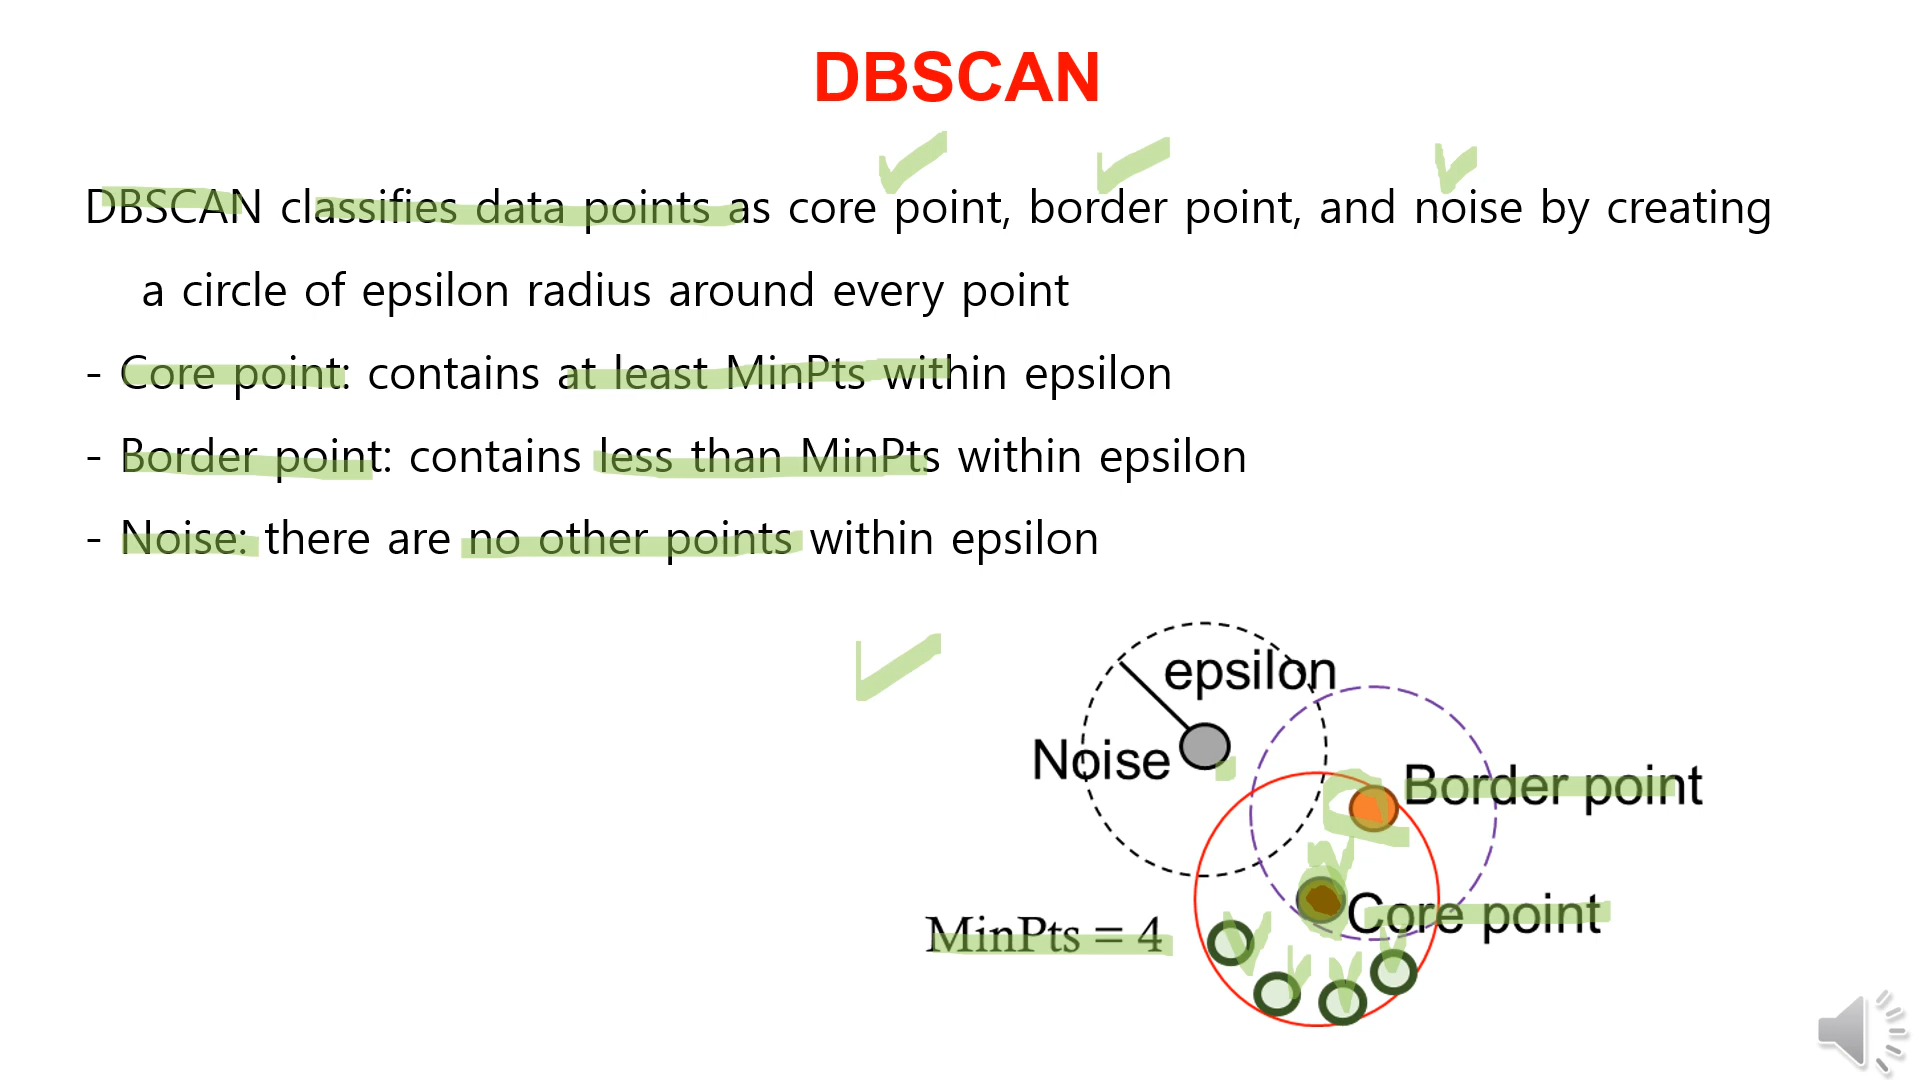 DBSCAN
DBSCAN classifies data points as core point, border point, and noise by creating
a circle of epsilon radius around every point
- Core point: contains at least MinPts within epsilon
- Border point: contains less than MinPts within epsilon
- Noise: there are no other points within epsilon
epsilon
Noise
Border point
Core point
MinPts = 4